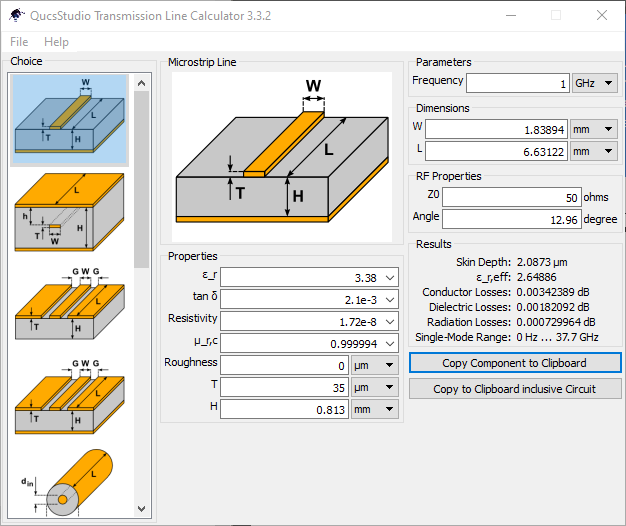 QucsStudio Transmission Line Calculator 3.3.2
File Help
Choice
W
L
T
H
L
h
T
W
H
G W G
L
T
H
G W G
L
T
H
L
d_in
Microstrip Line
W
L
T
H
Properties
ε_r 3.38
tan δ 2.1e-3
Resistivity 1.72e-8
μ_r,c 0.999994
Roughness 0 μm
T 35 μm
H 0.813 mm
Parameters
Frequency 1 GHz
Dimensions
W 1.83894 mm
L 6.63122 mm
RF Properties
Z0 50 ohms
Angle 12.96 degree
Results
Skin Depth: 2.0873 μm
ε_r,eff: 2.64886
Conductor Losses: 0.00342389 dB
Dielectric Losses: 0.00182092 dB
Radiation Losses: 0.000729964 dB
Single-Mode Range: 0 Hz ... 37.7 GHz
Copy Component to Clipboard
Copy to Clipboard inclusive Circuit